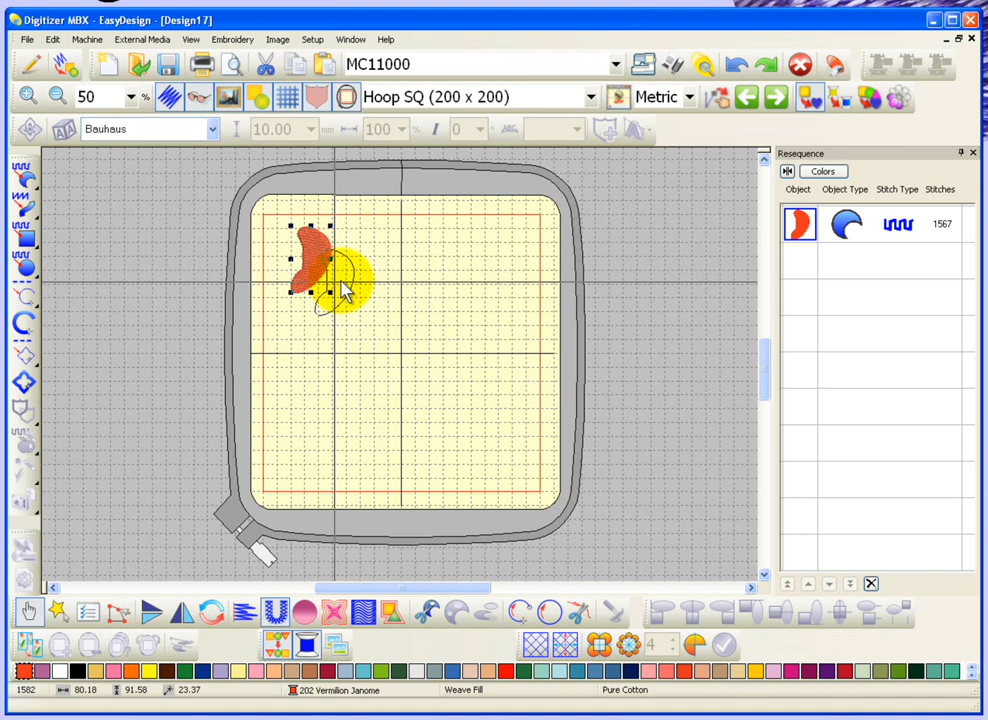 Digitizer MBX - EasyDesign - [Design17]
File Edit Machine External Media View Embroidery Image Setup Window Help
MC11000
50 % Hoop SQ (200 x 200) Metric
Bauhaus 10.00 mm 100 % 0 °
Resequence
Colors
Object Object Type Stitch Type Stitches
1567
4
1582 80.18 91.58 23.37 202 Vermilion Janome Weave Fill Pure Cotton